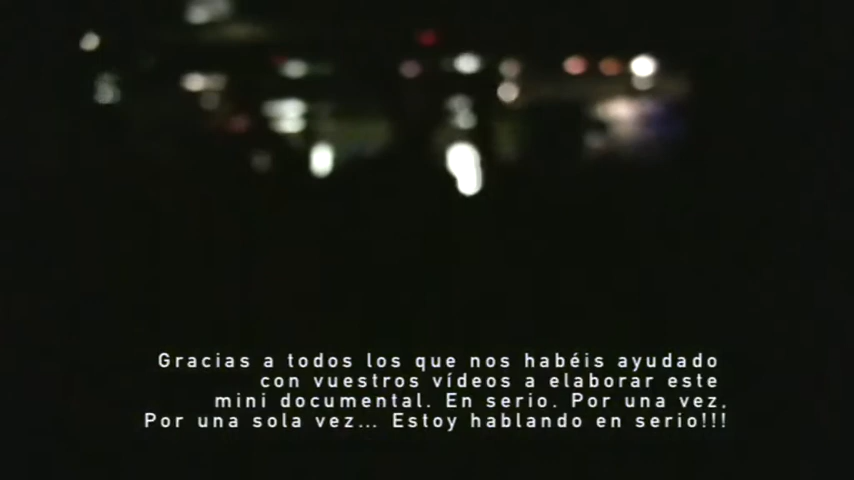 Gracias a todos los que nos habéis ayudado
con vuestros vídeos a elaborar este
mini documental. En serio. Por una vez,
Por una sola vez... Estoy hablando en serio!!!